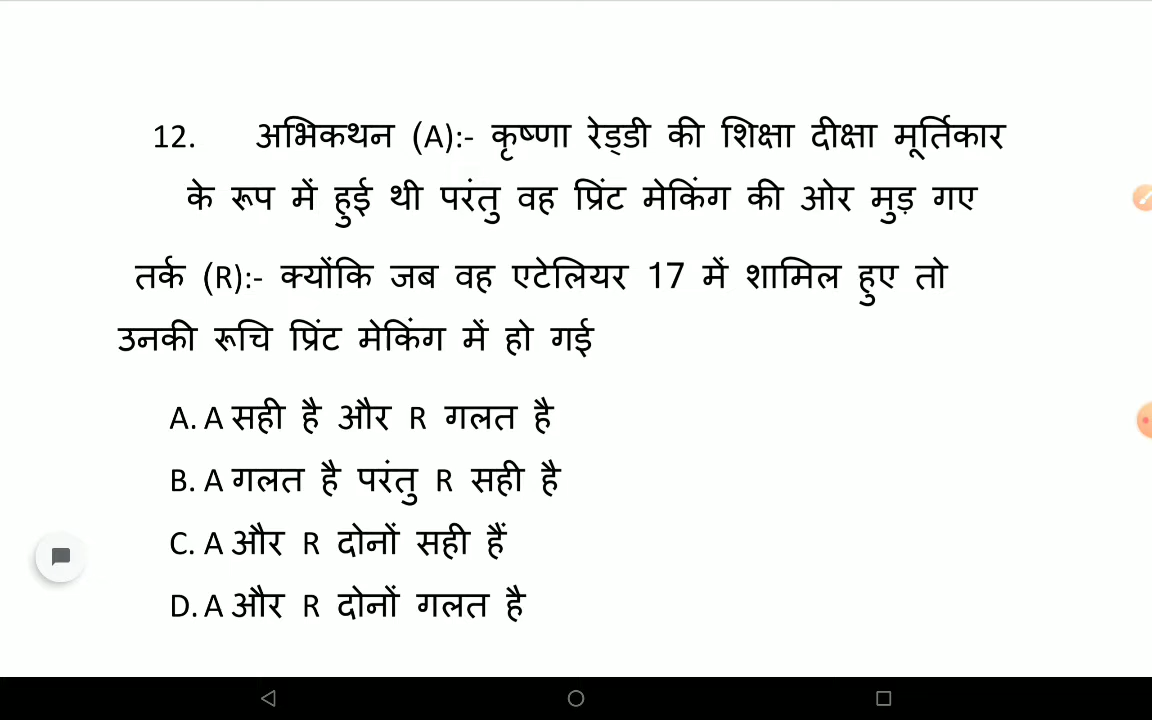 12. अभिकथन (A):- कृष्णा रेड्डी की शिक्षा दीक्षा मूर्तिकार
के रूप में हुई थी परंतु वह प्रिंट मेकिंग की ओर मुड़ गए
तर्क (R):- क्योंकि जब वह एटेलियर 17 में शामिल हुए तो
उनकी रूचि प्रिंट मेकिंग में हो गई
A. A सही है और R गलत है
B. A गलत है परंतु R सही है
C. A और R दोनों सही हैं
D. A और R दोनों गलत है